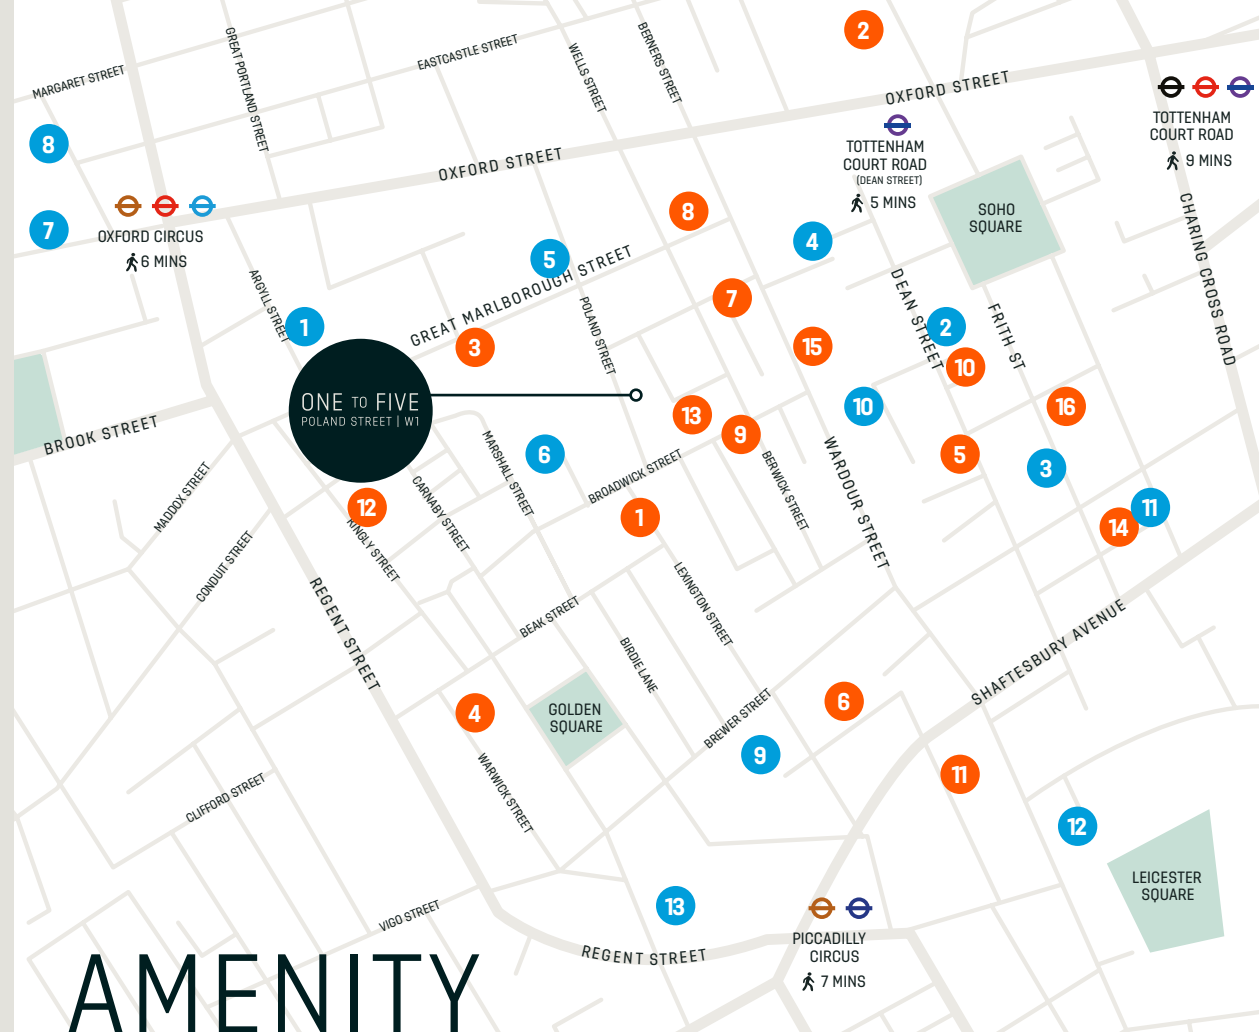 2
GREAT PORTLAND STREET
EASTCASTLE STREET
WELLS STREET
BERNERS STREET
MARGARET STREET
OXFORD STREET
TOTTENHAM
COURT ROAD
9 MINS
TOTTENHAM
COURT ROAD
(DEAN STREET)
5 MINS
8
OXFORD STREET
7
OXFORD CIRCUS
6 MINS
8
SOHO
SQUARE
CHARING CROSS ROAD
4
5
GREAT MARLBOROUGH STREET
ARGYLL STREET
1
3
POLAND STREET
7
15
DEAN STREET
2
10
FRITH ST
ONE TO FIVE
POLAND STREET | W1
BROOK STREET
13
9
10
16
MADDOX STREET
CONDUIT STREET
12
KINGLY STREET
CARNABY STREET
MARSHALL STREET
6
BROADWICK STREET
1
BERWICK STREET
WARDOUR STREET
5
3
11
14
REGENT STREET
BEAK STREET
LEXINGTON STREET
BIRDIE LANE
SHAFTESBURY AVENUE
4
GOLDEN
SQUARE
BREWER STREET
6
9
11
WARWICK STREET
CLIFFORD STREET
12
LEICESTER
SQUARE
VIGO STREET
13
REGENT STREET
PICCADILLY
CIRCUS
7 MINS
AMENITY